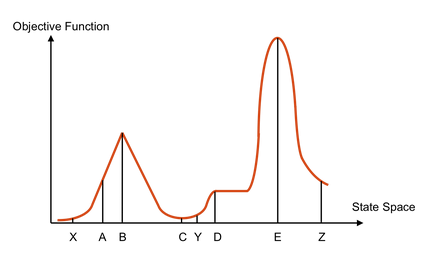 Objective Function
State Space
X A B C Y D E Z